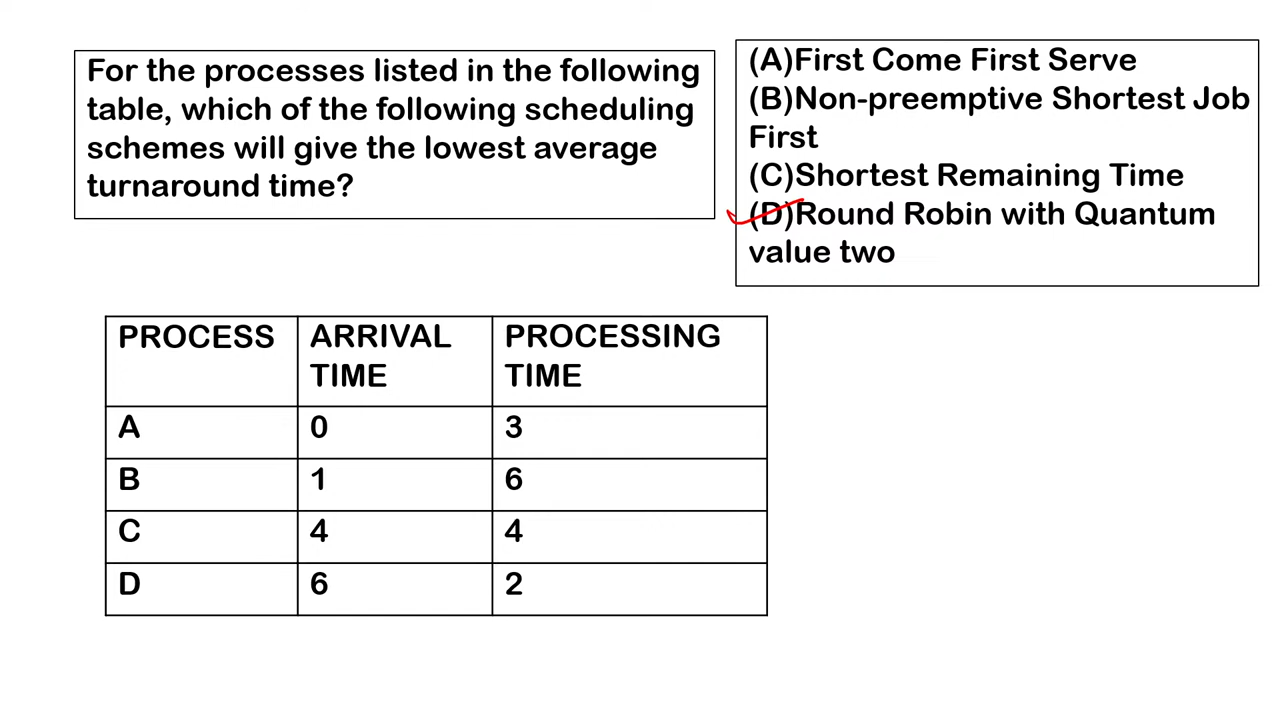 For the processes listed in the following
table, which of the following scheduling
schemes will give the lowest average
turnaround time?
(A)First Come First Serve
(B)Non-preemptive Shortest Job
First
(C)Shortest Remaining Time
(D)Round Robin with Quantum
value two
PROCESS ARRIVAL TIME PROCESSING TIME
A 0 3
B 1 6
C 4 4
D 6 2